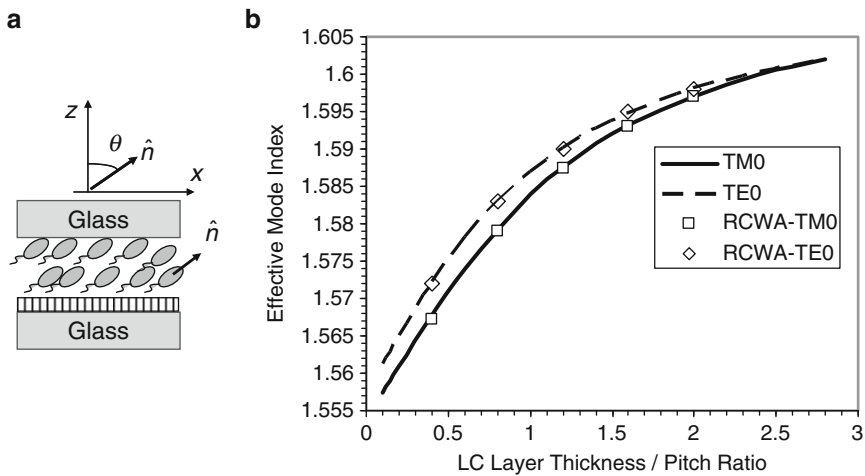 a
z
θ
n̂
x
Glass
n̂
Glass
b
Effective Mode Index
1.605
1.6
1.595
1.59
1.585
1.58
1.575
1.57
1.565
1.56
1.555
0 0.5 1 1.5 2 2.5 3
LC Layer Thickness / Pitch Ratio
TM0
TE0
RCWA-TM0
RCWA-TE0